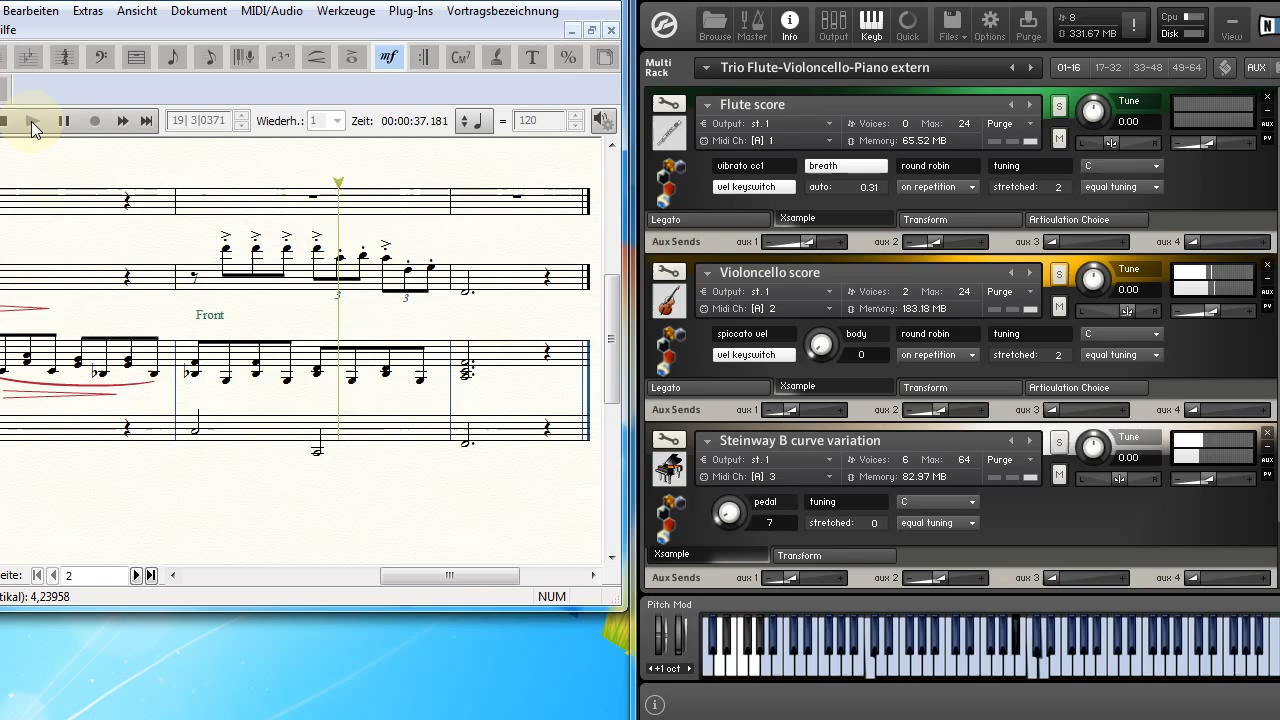 Bearbeiten Extras Ansicht Dokument MIDI/Audio Werkzeuge Plug-Ins Vortragsbezeichnung
ilfe
mf CM7 T %
19| 3|0371 Wiederh.: 1 Zeit: 00:00:37.181 = 120
3
3
Front
eite: 2
tikal): 4,23958 NUM
Browse Master Info Output Keyb Quick Files Options Purge 8 331.67 MB ! Cpu Disk View N
Multi Rack Trio Flute-Violoncello-Piano extern 01-16 17-32 33-48 49-64 AUX
Flute score S Tune
Output: st.1 Voices: 0 Max: 24 Purge 0.00
Midi Ch: [A] 1 Memory: 65.52 MB M L R AUX PV
vibrato cc1 breath round robin tuning C
vel keyswitch auto: 0.31 on repetition stretched: 2 equal tuning
Legato Xsample Transform Articulation Choice
Aux Sends aux 1 aux 2 aux 3 aux 4
Violoncello score S Tune
Output: st.1 Voices: 2 Max: 24 Purge 0.00
Midi Ch: [A] 2 Memory: 183.18 MB M L R AUX PV
spiccato vel body round robin tuning C
vel keyswitch 0 on repetition stretched: 2 equal tuning
Legato Xsample Transform Articulation Choice
Aux Sends aux 1 aux 2 aux 3 aux 4
Steinway B curve variation S Tune
Output: st.1 Voices: 6 Max: 64 Purge 0.00
Midi Ch: [A] 3 Memory: 82.97 MB M L R AUX PV
pedal tuning C
7 stretched: 0 equal tuning
Xsample Transform
Aux Sends aux 1 aux 2 aux 3 aux 4
Pitch Mod
+1 oct